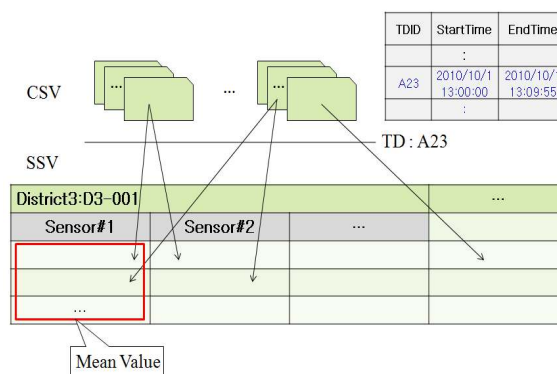 TDID StartTime EndTime
:
A23 2010/10/1 13:00:00 2010/10/1 13:09:55
:
CSV
... ... ...
TD : A23
SSV
District3:D3-001 ...
Sensor#1 Sensor#2 ...
...
Mean Value